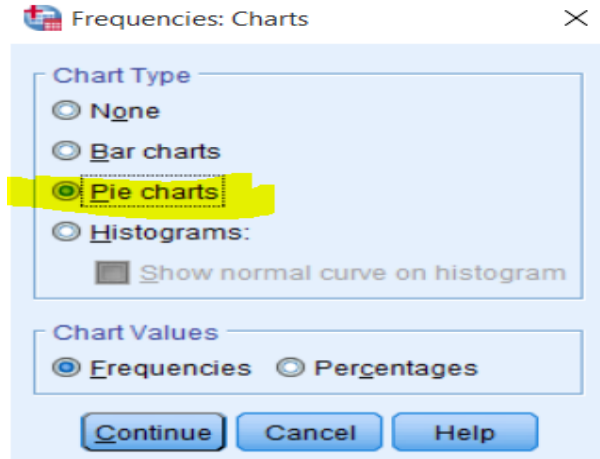 Frequencies: Charts
Chart Type
None
Bar charts
Pie charts
Histograms:
Show normal curve on histogram
Chart Values
Frequencies Percentages
Continue Cancel Help